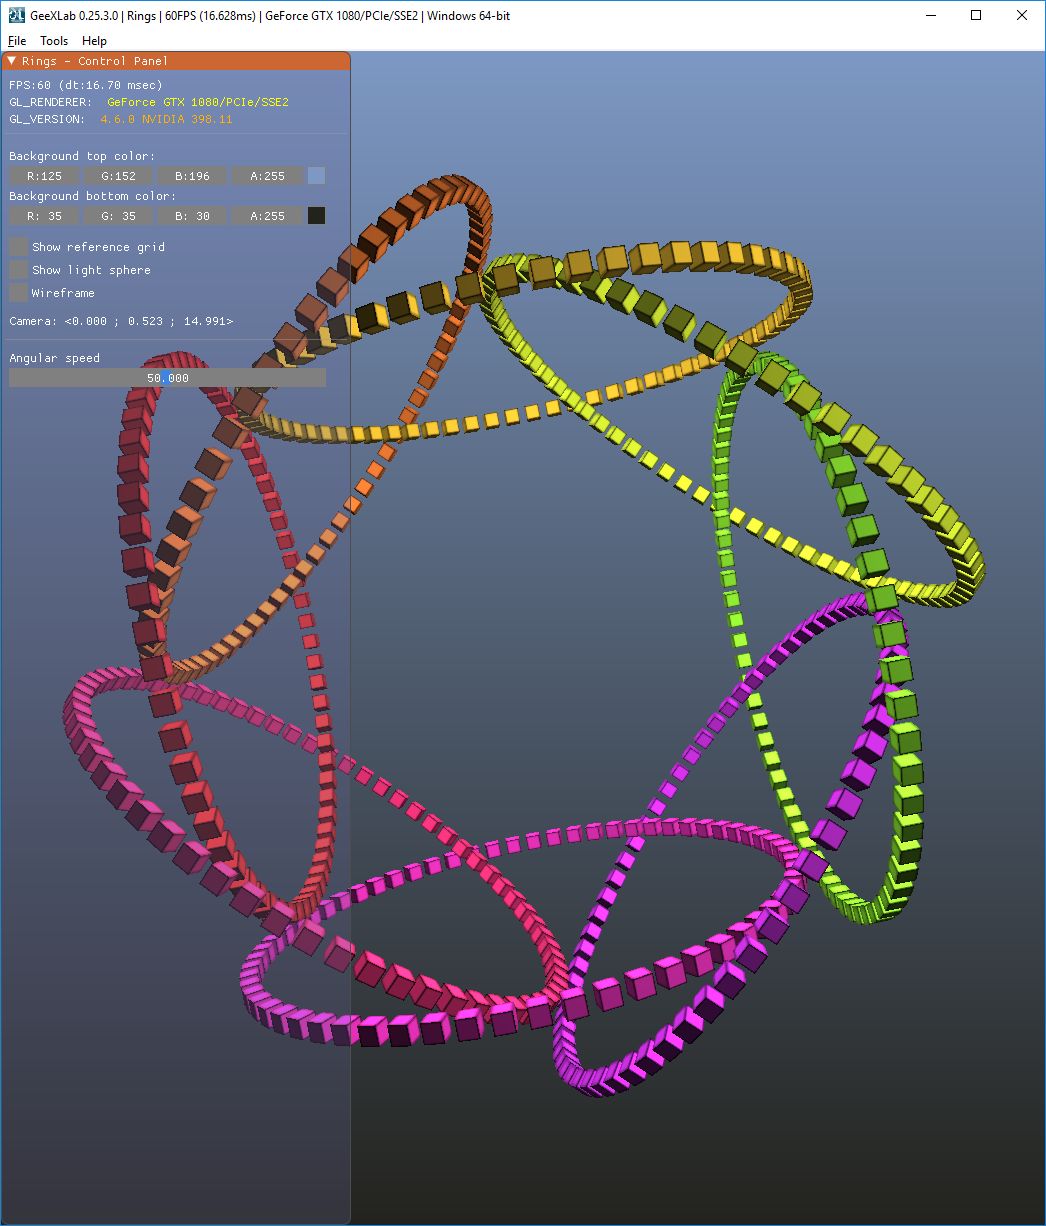 GeeXLab 0.25.3.0 | Rings | 60FPS (16.628ms) | GeForce GTX 1080/PCIe/SSE2 | Windows 64-bit
File Tools Help
Rings - Control Panel
FPS:60 (dt:16.70 msec)
GL_RENDERER: GeForce GTX 1080/PCIe/SSE2
GL_VERSION: 4.6.0 NVIDIA 398.11
Background top color:
R:125 G:152 B:196 A:255
Background bottom color:
R: 35 G: 35 B: 30 A:255
Show reference grid
Show light sphere
Wireframe
Camera: <0.000 ; 0.523 ; 14.991>
Angular speed
50.000